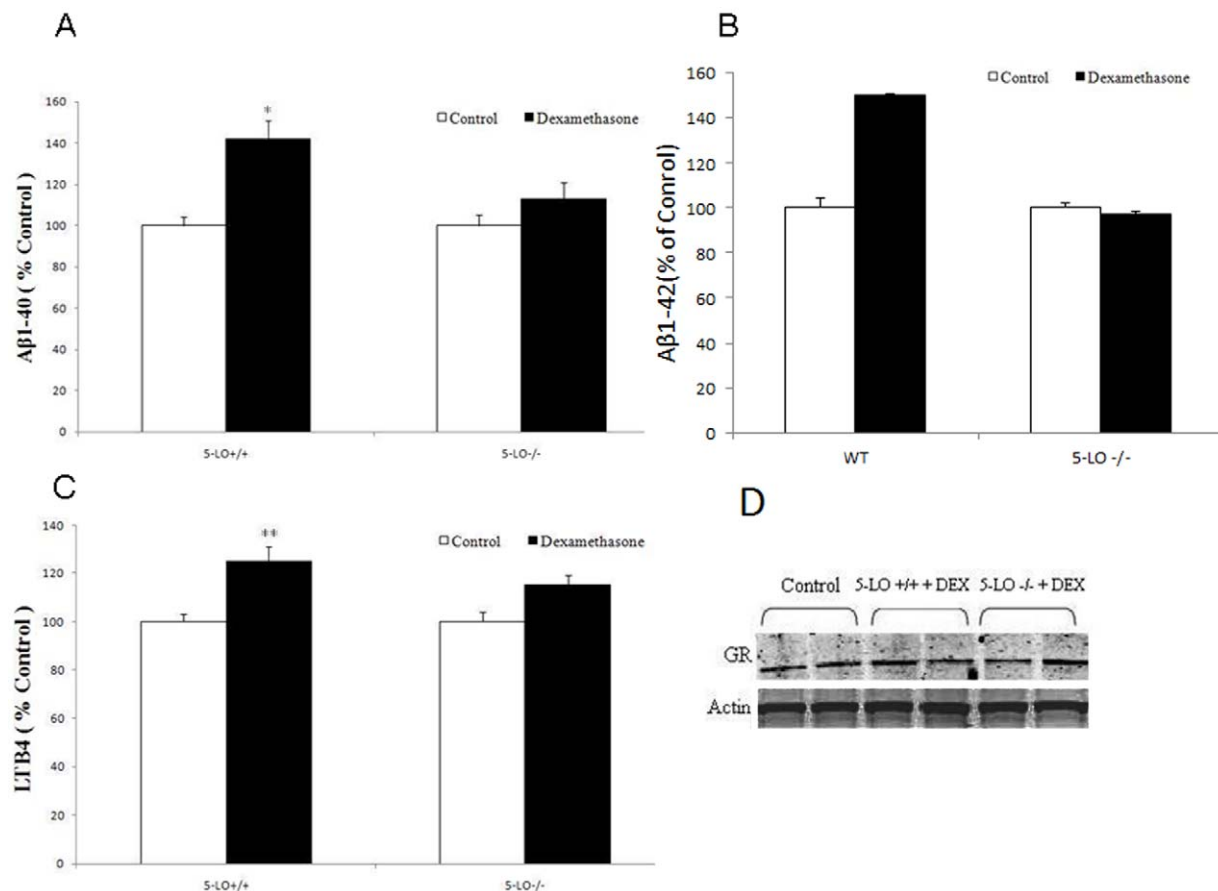 A
Control Dexamethasone
*
Aβ1-40 ( % Control )
160
140
120
100
80
60
40
20
0
5-LO+/+ 5-LO-/-
B
Control Dexamethasone
Aβ1-42(% of Conrol)
160
140
120
100
80
60
40
20
0
WT 5-LO -/-
C
Control Dexamethasone
**
LTB4 ( % Control )
140
120
100
80
60
40
20
0
5-LO+/+ 5-LO-/-
D
Control 5-LO +/+ + DEX 5-LO -/- + DEX
GR
Actin